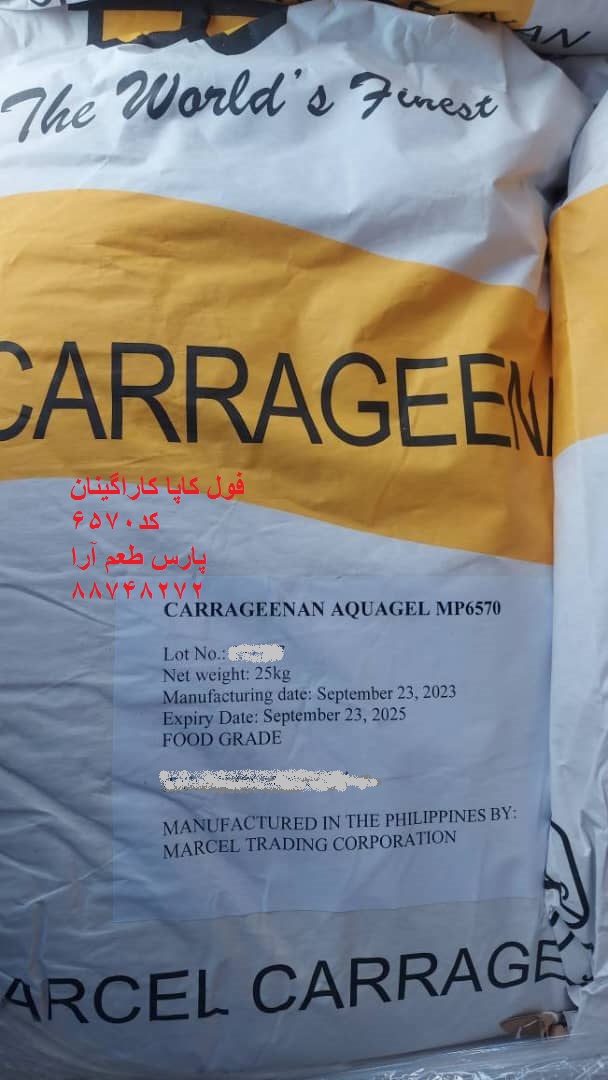 The World's Finest
CARRAGEENAN
فول کاپا کاراگینان
کد ۶۵۷۰
پارس طعم آرا
۸۸۷۴۸۲۷۲
CARRAGEENAN AQUAGEL MP6570
Lot No.:
Net weight: 25kg
Manufacturing date: September 23, 2023
Expiry Date: September 23, 2025
FOOD GRADE
MANUFACTURED IN THE PHILIPPINES BY:
MARCEL TRADING CORPORATION
ARCEL CARRAGE